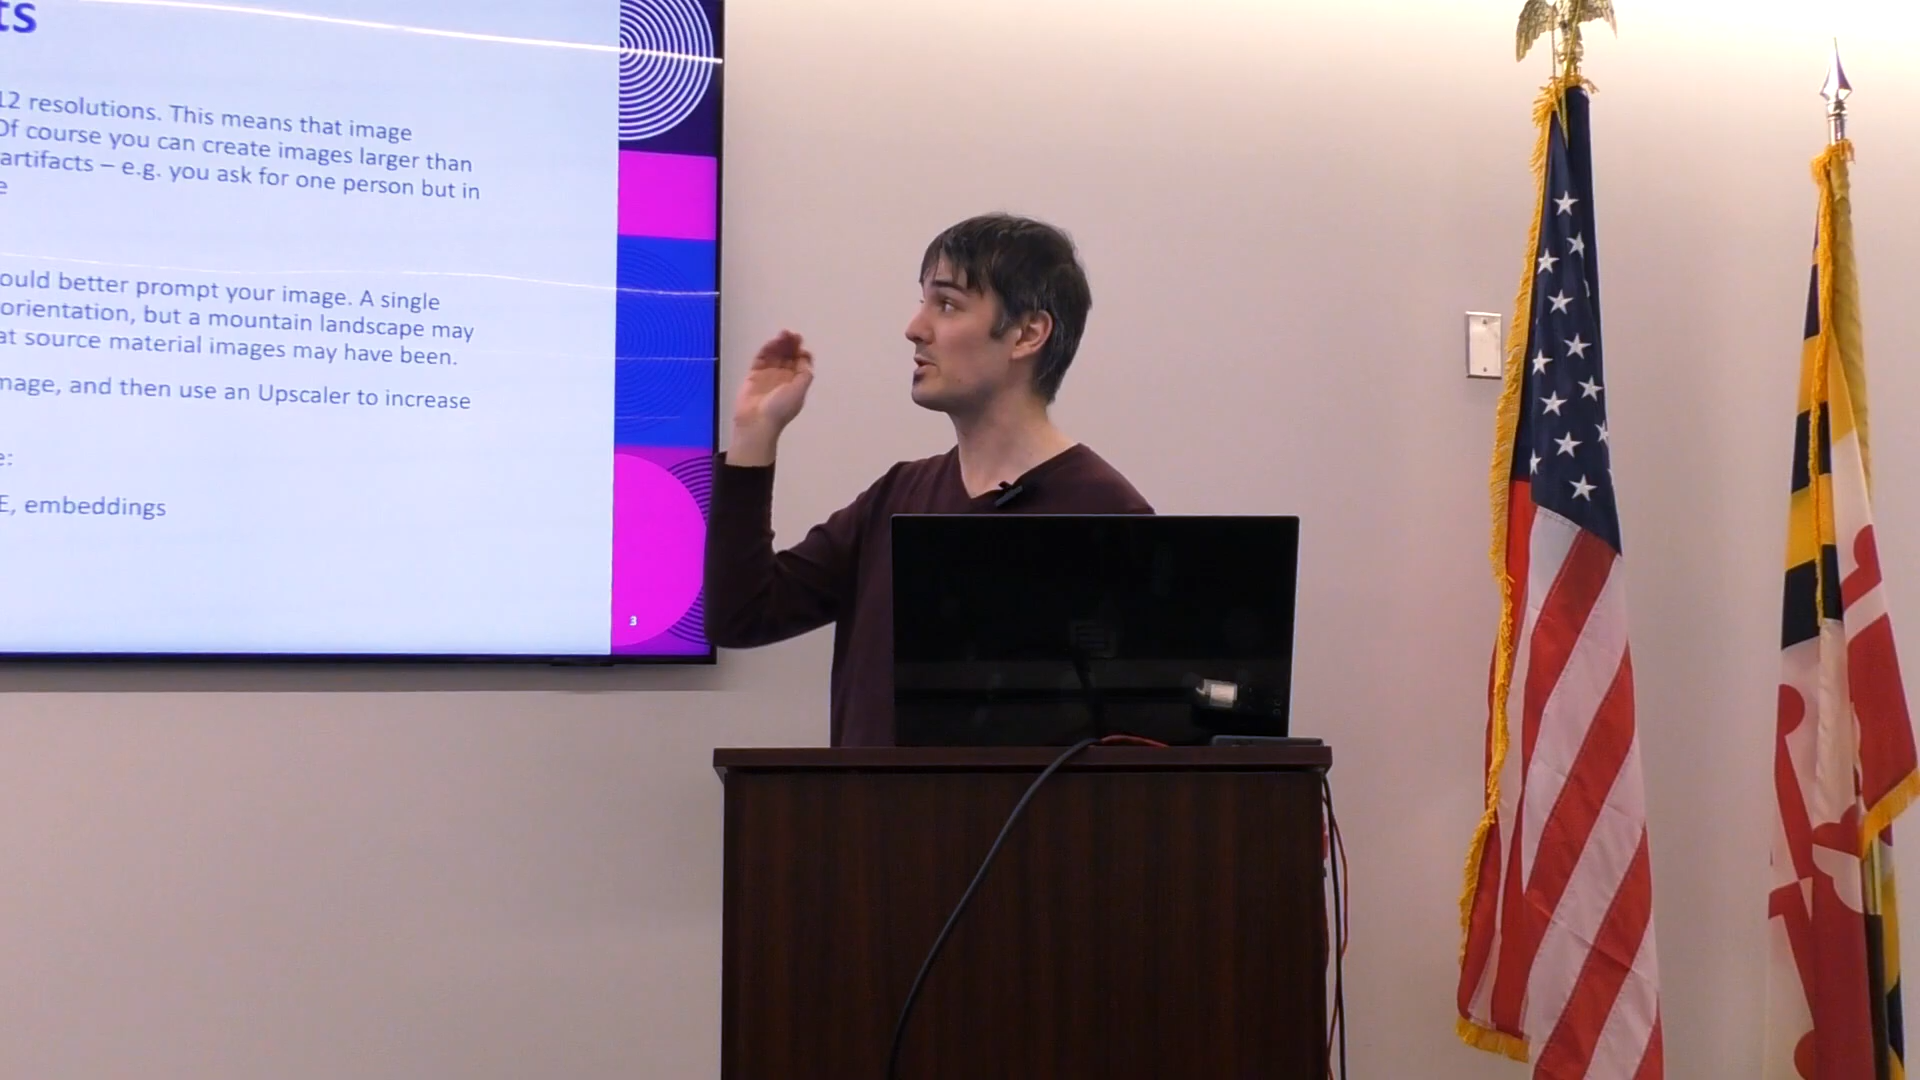 ts
12 resolutions. This means that image
Of course you can create images larger than
artifacts – e.g. you ask for one person but in
e
ould better prompt your image. A single
orientation, but a mountain landscape may
at source material images may have been.
mage, and then use an Upscaler to increase
e:
E, embeddings
3